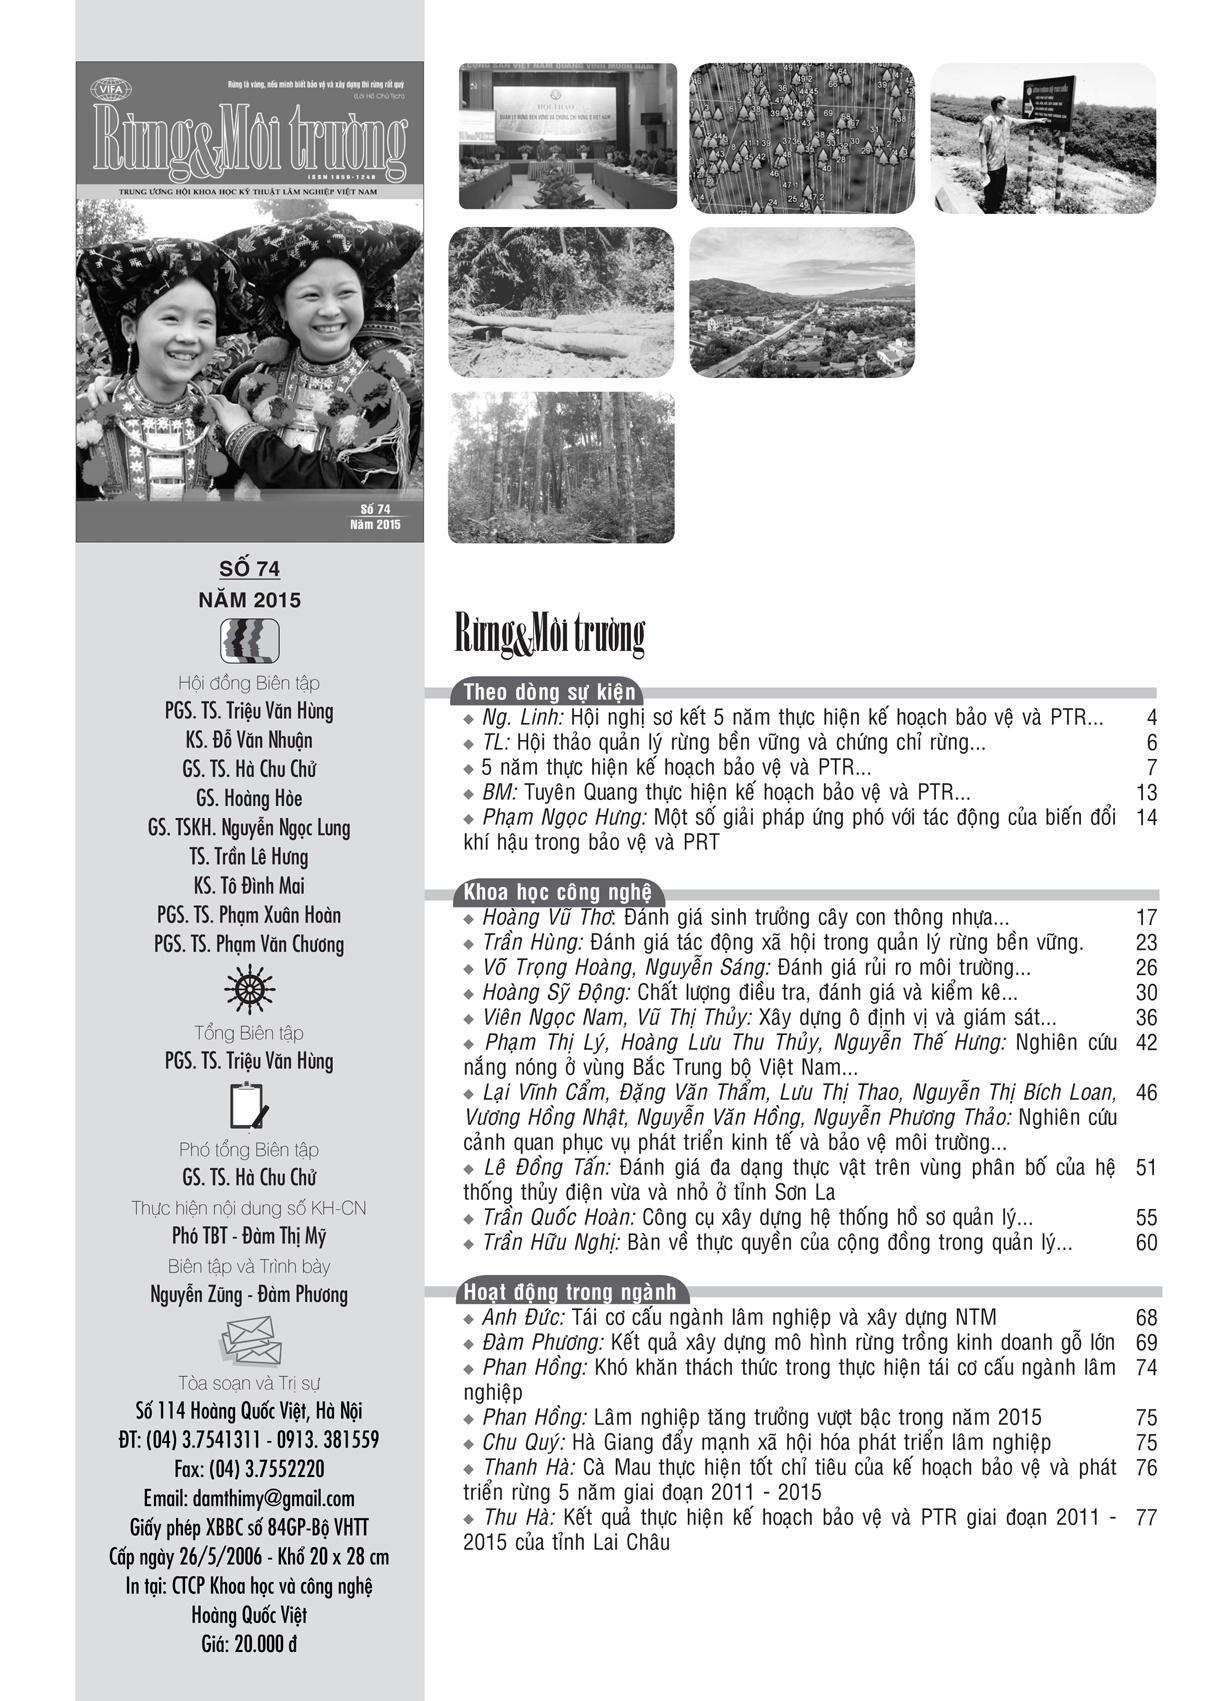 VIFA
Rừng là vàng, nếu mình biết bảo vệ và xây dựng thì rừng rất quý
(Lời Hồ Chủ Tịch)
Rừng&Môi trường
ISSN 1859-1248
TRUNG ƯƠNG HỘI KHOA HỌC KỸ THUẬT LÂM NGHIỆP VIỆT NAM
Số 74
Năm 2015
SỐ 74
NĂM 2015
Hội đồng Biên tập
PGS. TS. Triệu Văn Hùng
KS. Đỗ Văn Nhuận
GS. TS. Hà Chu Chử
GS. Hoàng Hòe
GS. TSKH. Nguyễn Ngọc Lung
TS. Trần Lê Hưng
KS. Tô Đình Mai
PGS. TS. Phạm Xuân Hoàn
PGS. TS. Phạm Văn Chương
Tổng Biên tập
PGS. TS. Triệu Văn Hùng
Phó tổng Biên tập
GS. TS. Hà Chu Chử
Thực hiện nội dung số KH-CN
Phó TBT - Đàm Thị Mỹ
Biên tập và Trình bày
Nguyễn Zũng - Đàm Phương
Tòa soạn và Trị sự
Số 114 Hoàng Quốc Việt, Hà Nội
ĐT: (04) 3.7541311 - 0913. 381559
Fax: (04) 3.7552220
Email: damthimy@gmail.com
Giấy phép XBBC số 84GP-Bộ VHTT
Cấp ngày 26/5/2006 - Khổ 20 x 28 cm
In tại: CTCP Khoa học và công nghệ
Hoàng Quốc Việt
Giá: 20.000 đ
CỘNG SẢN VIỆT NAM QUANG VINH MUÔN NĂM
HỘI THẢO
QUẢN LÝ RỪNG BỀN VỮNG VÀ CHỨNG CHỈ RỪNG Ở VIỆT NAM
Rừng&Môi trường
Theo dòng sự kiện
◆ Ng. Linh: Hội nghị sơ kết 5 năm thực hiện kế hoạch bảo vệ và PTR... 4
◆ TL: Hội thảo quản lý rừng bền vững và chứng chỉ rừng... 6
◆ 5 năm thực hiện kế hoạch bảo vệ và PTR... 7
◆ BM: Tuyên Quang thực hiện kế hoạch bảo vệ và PTR... 13
◆ Phạm Ngọc Hưng: Một số giải pháp ứng phó với tác động của biến đổi 14
khí hậu trong bảo vệ và PRT
Khoa học công nghệ
◆ Hoàng Vũ Thơ: Đánh giá sinh trưởng cây con thông nhựa... 17
◆ Trần Hùng: Đánh giá tác động xã hội trong quản lý rừng bền vững. 23
◆ Võ Trọng Hoàng, Nguyễn Sáng: Đánh giá rủi ro môi trường... 26
◆ Hoàng Sỹ Động: Chất lượng điều tra, đánh giá và kiểm kê... 30
◆ Viên Ngọc Nam, Vũ Thị Thủy: Xây dựng ô định vị và giám sát... 36
◆ Phạm Thị Lý, Hoàng Lưu Thu Thủy, Nguyễn Thế Hưng: Nghiên cứu 42
nắng nóng ở vùng Bắc Trung bộ Việt Nam...
◆ Lại Vĩnh Cẩm, Đặng Văn Thẩm, Lưu Thị Thao, Nguyễn Thị Bích Loan, 46
Vương Hồng Nhật, Nguyễn Văn Hồng, Nguyễn Phương Thảo: Nghiên cứu
cảnh quan phục vụ phát triển kinh tế và bảo vệ môi trường...
◆ Lê Đồng Tấn: Đánh giá đa dạng thực vật trên vùng phân bố của hệ 51
thống thủy điện vừa và nhỏ ở tỉnh Sơn La
◆ Trần Quốc Hoàn: Công cụ xây dựng hệ thống hồ sơ quản lý... 55
◆ Trần Hữu Nghị: Bàn về thực quyền của cộng đồng trong quản lý... 60
Hoạt động trong ngành
◆ Anh Đức: Tái cơ cấu ngành lâm nghiệp và xây dựng NTM 68
◆ Đàm Phương: Kết quả xây dựng mô hình rừng trồng kinh doanh gỗ lớn 69
◆ Phan Hồng: Khó khăn thách thức trong thực hiện tái cơ cấu ngành lâm 74
nghiệp
◆ Phan Hồng: Lâm nghiệp tăng trưởng vượt bậc trong năm 2015 75
◆ Chu Quý: Hà Giang đẩy mạnh xã hội hóa phát triển lâm nghiệp 75
◆ Thanh Hà: Cà Mau thực hiện tốt chỉ tiêu của kế hoạch bảo vệ và phát 76
triển rừng 5 năm giai đoạn 2011 - 2015
◆ Thu Hà: Kết quả thực hiện kế hoạch bảo vệ và PTR giai đoạn 2011 - 77
2015 của tỉnh Lai Châu